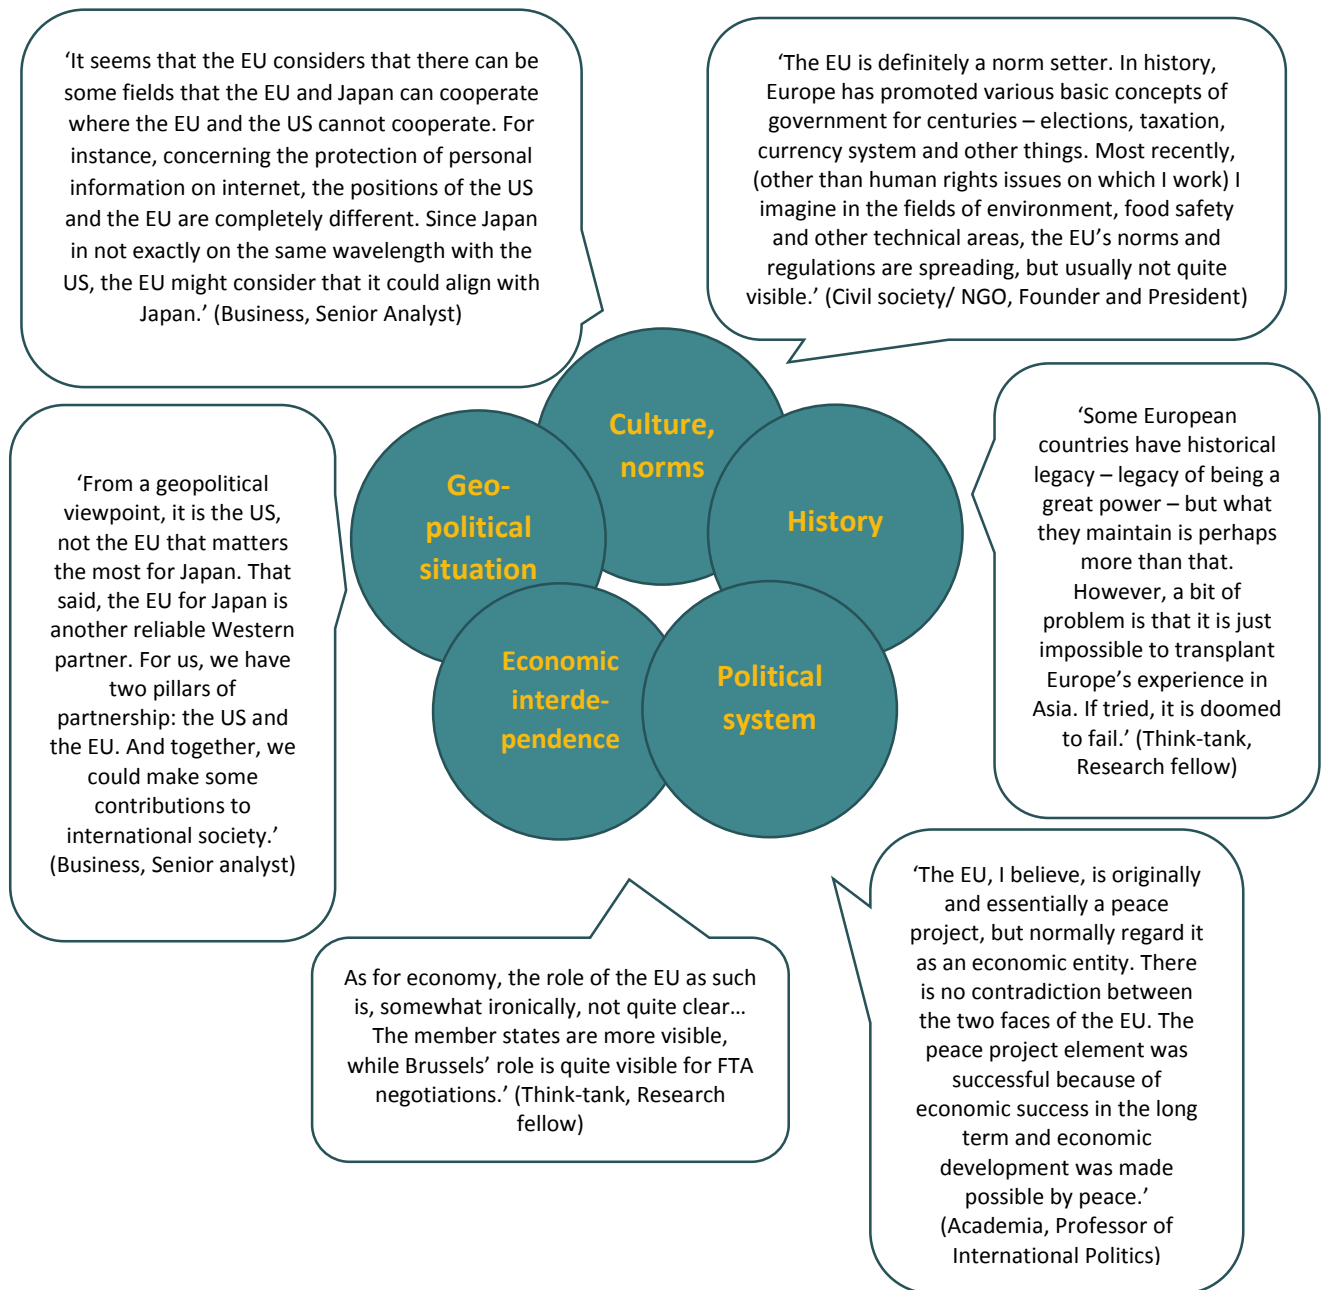 ‘It seems that the EU considers that there can be
some fields that the EU and Japan can cooperate
where the EU and the US cannot cooperate. For
instance, concerning the protection of personal
information on internet, the positions of the US
and the EU are completely different. Since Japan
in not exactly on the same wavelength with the
US, the EU might consider that it could align with
Japan.’ (Business, Senior Analyst)
‘The EU is definitely a norm setter. In history,
Europe has promoted various basic concepts of
government for centuries – elections, taxation,
currency system and other things. Most recently,
(other than human rights issues on which I work) I
imagine in the fields of environment, food safety
and other technical areas, the EU’s norms and
regulations are spreading, but usually not quite
visible.’ (Civil society/ NGO, Founder and President)
Culture,
norms
Geo-
political
situation
History
Economic
interde-
pendence
Political
system
‘From a geopolitical
viewpoint, it is the US,
not the EU that matters
the most for Japan. That
said, the EU for Japan is
another reliable Western
partner. For us, we have
two pillars of
partnership: the US and
the EU. And together, we
could make some
contributions to
international society.’
(Business, Senior analyst)
‘Some European
countries have historical
legacy – legacy of being a
great power – but what
they maintain is perhaps
more than that.
However, a bit of
problem is that it is just
impossible to transplant
Europe’s experience in
Asia. If tried, it is doomed
to fail.’ (Think-tank,
Research fellow)
As for economy, the role of the EU as such
is, somewhat ironically, not quite clear…
The member states are more visible,
while Brussels’ role is quite visible for FTA
negotiations.’ (Think-tank, Research
fellow)
‘The EU, I believe, is originally
and essentially a peace
project, but normally regard it
as an economic entity. There
is no contradiction between
the two faces of the EU. The
peace project element was
successful because of
economic success in the long
term and economic
development was made
possible by peace.’
(Academia, Professor of
International Politics)